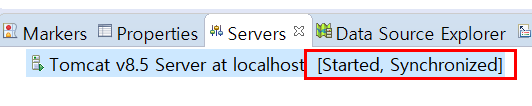 Markers Properties Servers Data Source Explorer
Tomcat v8.5 Server at localhost [Started, Synchronized]